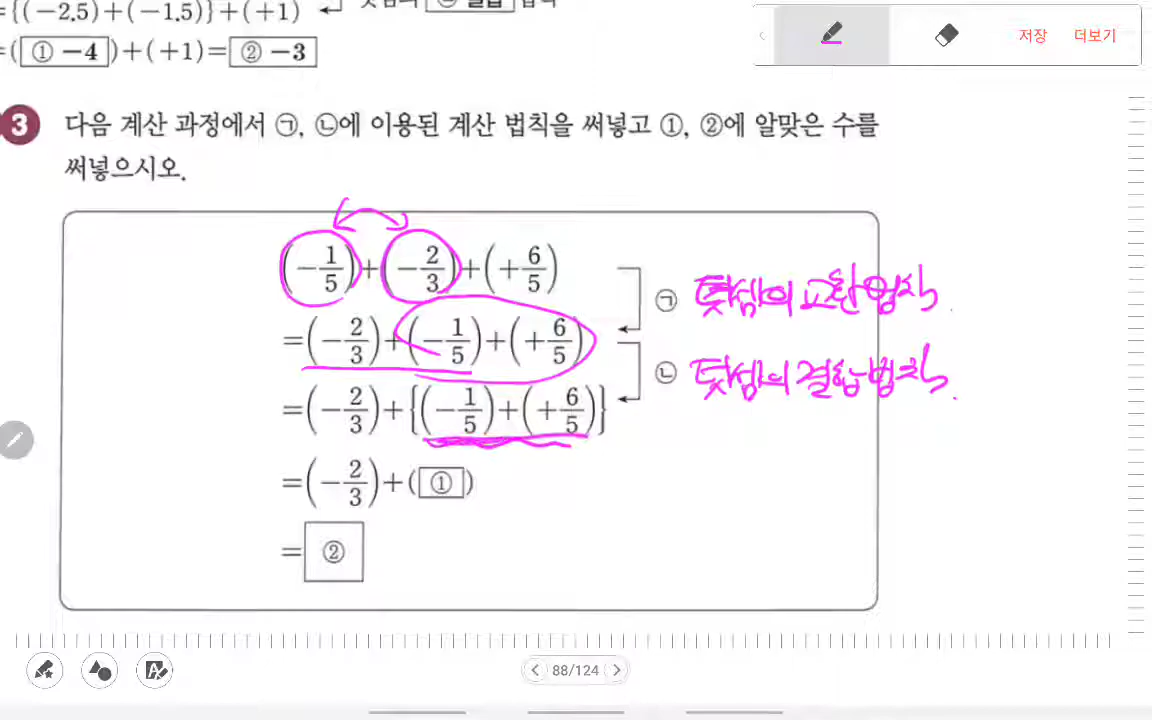 ={(−2.5)+(−1.5)}+(+1)
=(① −4)+(+1)=② −3
저장 더보기
3 다음 계산 과정에서 ㉠, ㉡에 이용된 계산 법칙을 써넣고 ①, ②에 알맞은 수를
써넣으시오.
(−1/5)+(−2/3)+(+6/5)
㉠ 덧셈의 교환법칙
=(−2/3)+(−1/5)+(+6/5)
㉡ 덧셈의 결합법칙.
=(−2/3)+{(−1/5)+(+6/5)}
=(−2/3)+(①)
=②
88/124